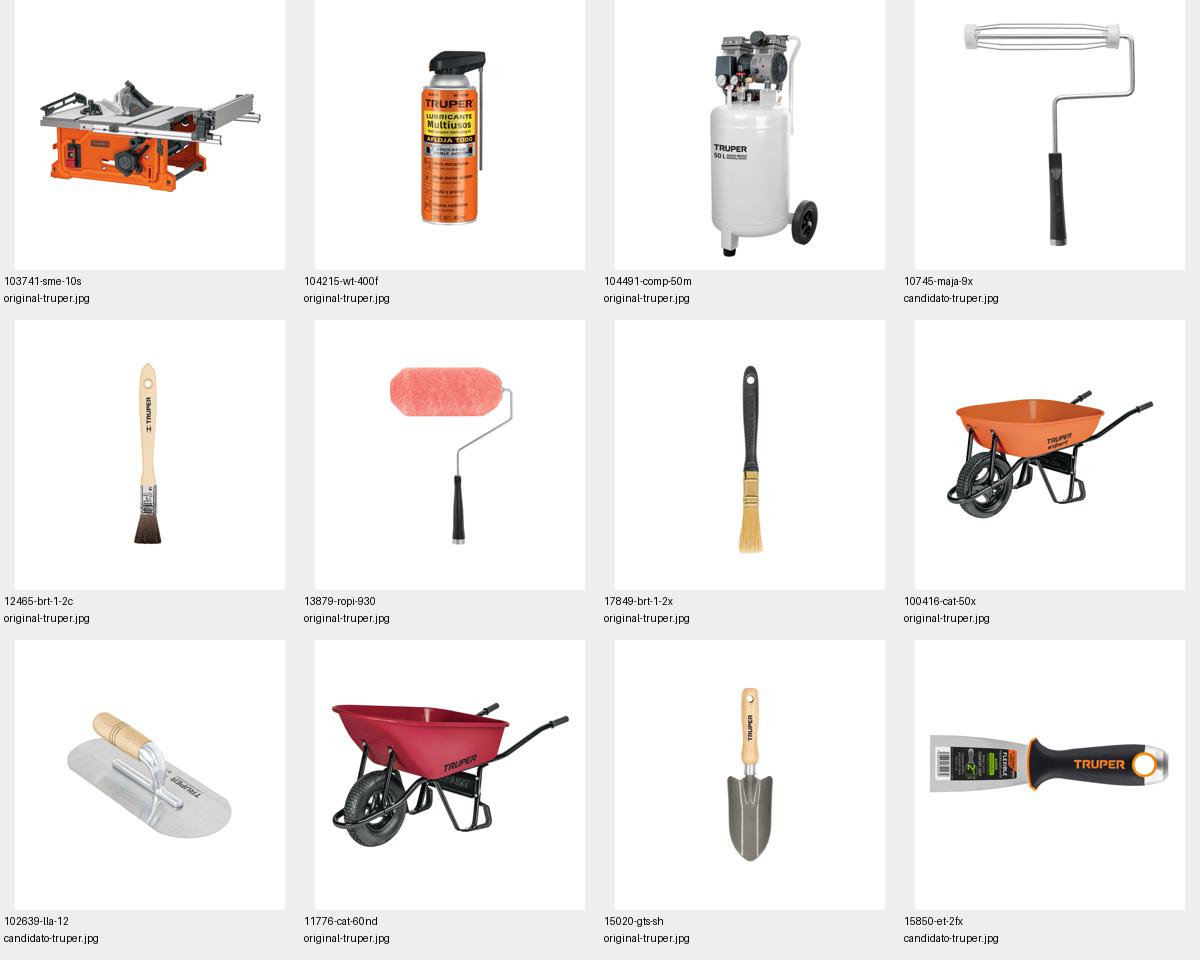 TRUPER
TRUPER
LUBRICANTE
Multiusos
AFLOJA TODO
TRUPER
50 L
103741-sme-10s
original-truper.jpg
104215-wt-400f
original-truper.jpg
104491-comp-50m
original-truper.jpg
10745-maja-9x
candidato-truper.jpg
TRUPER
TRUPER
expert
12465-brt-1-2c
original-truper.jpg
13879-ropi-930
original-truper.jpg
17849-brt-1-2x
original-truper.jpg
100416-cat-50x
original-truper.jpg
TRUPER
TRUPER
TRUPER
FLEXIBLE
TRUPER
102639-lla-12
candidato-truper.jpg
11776-cat-60nd
original-truper.jpg
15020-gts-sh
original-truper.jpg
15850-et-2fx
candidato-truper.jpg